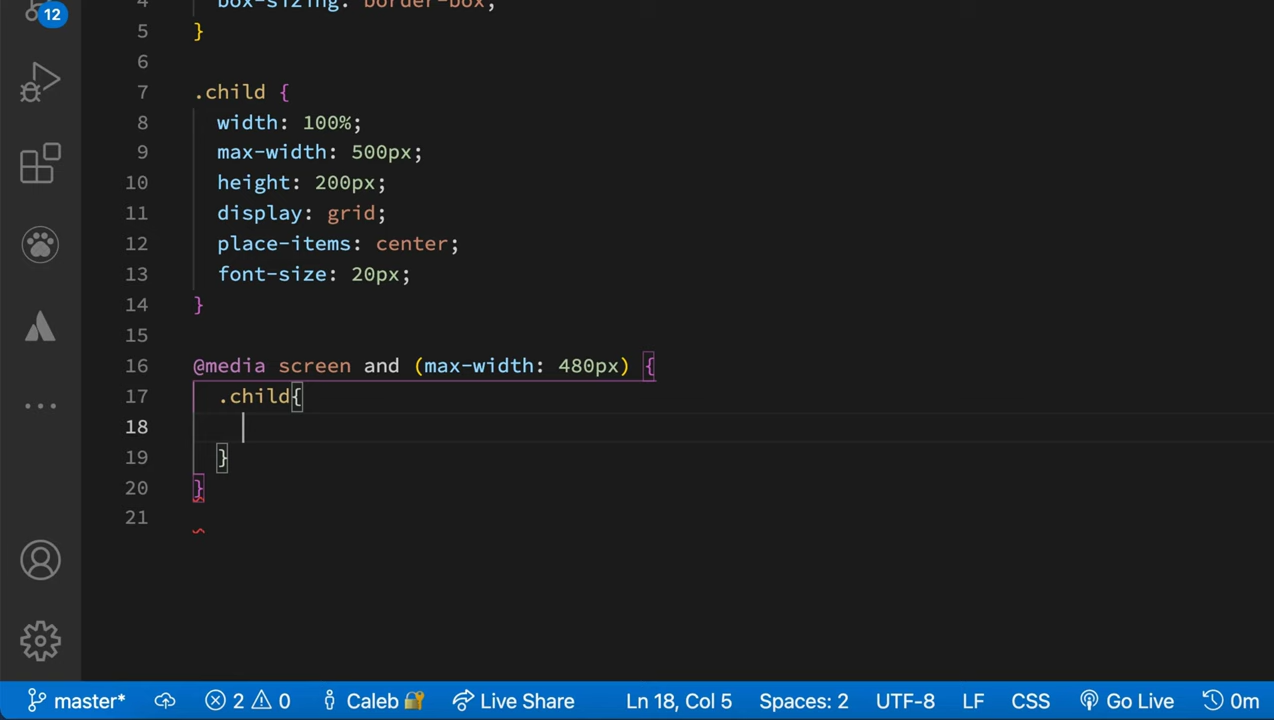 12
4 box-sizing: border-box;
5 }
6
7 .child {
8 width: 100%;
9 max-width: 500px;
10 height: 200px;
11 display: grid;
12 place-items: center;
13 font-size: 20px;
14 }
15
16 @media screen and (max-width: 480px) {
17 .child{
18
19 }
20 }
21
master* 2 0 Caleb Live Share Ln 18, Col 5 Spaces: 2 UTF-8 LF CSS Go Live 0m